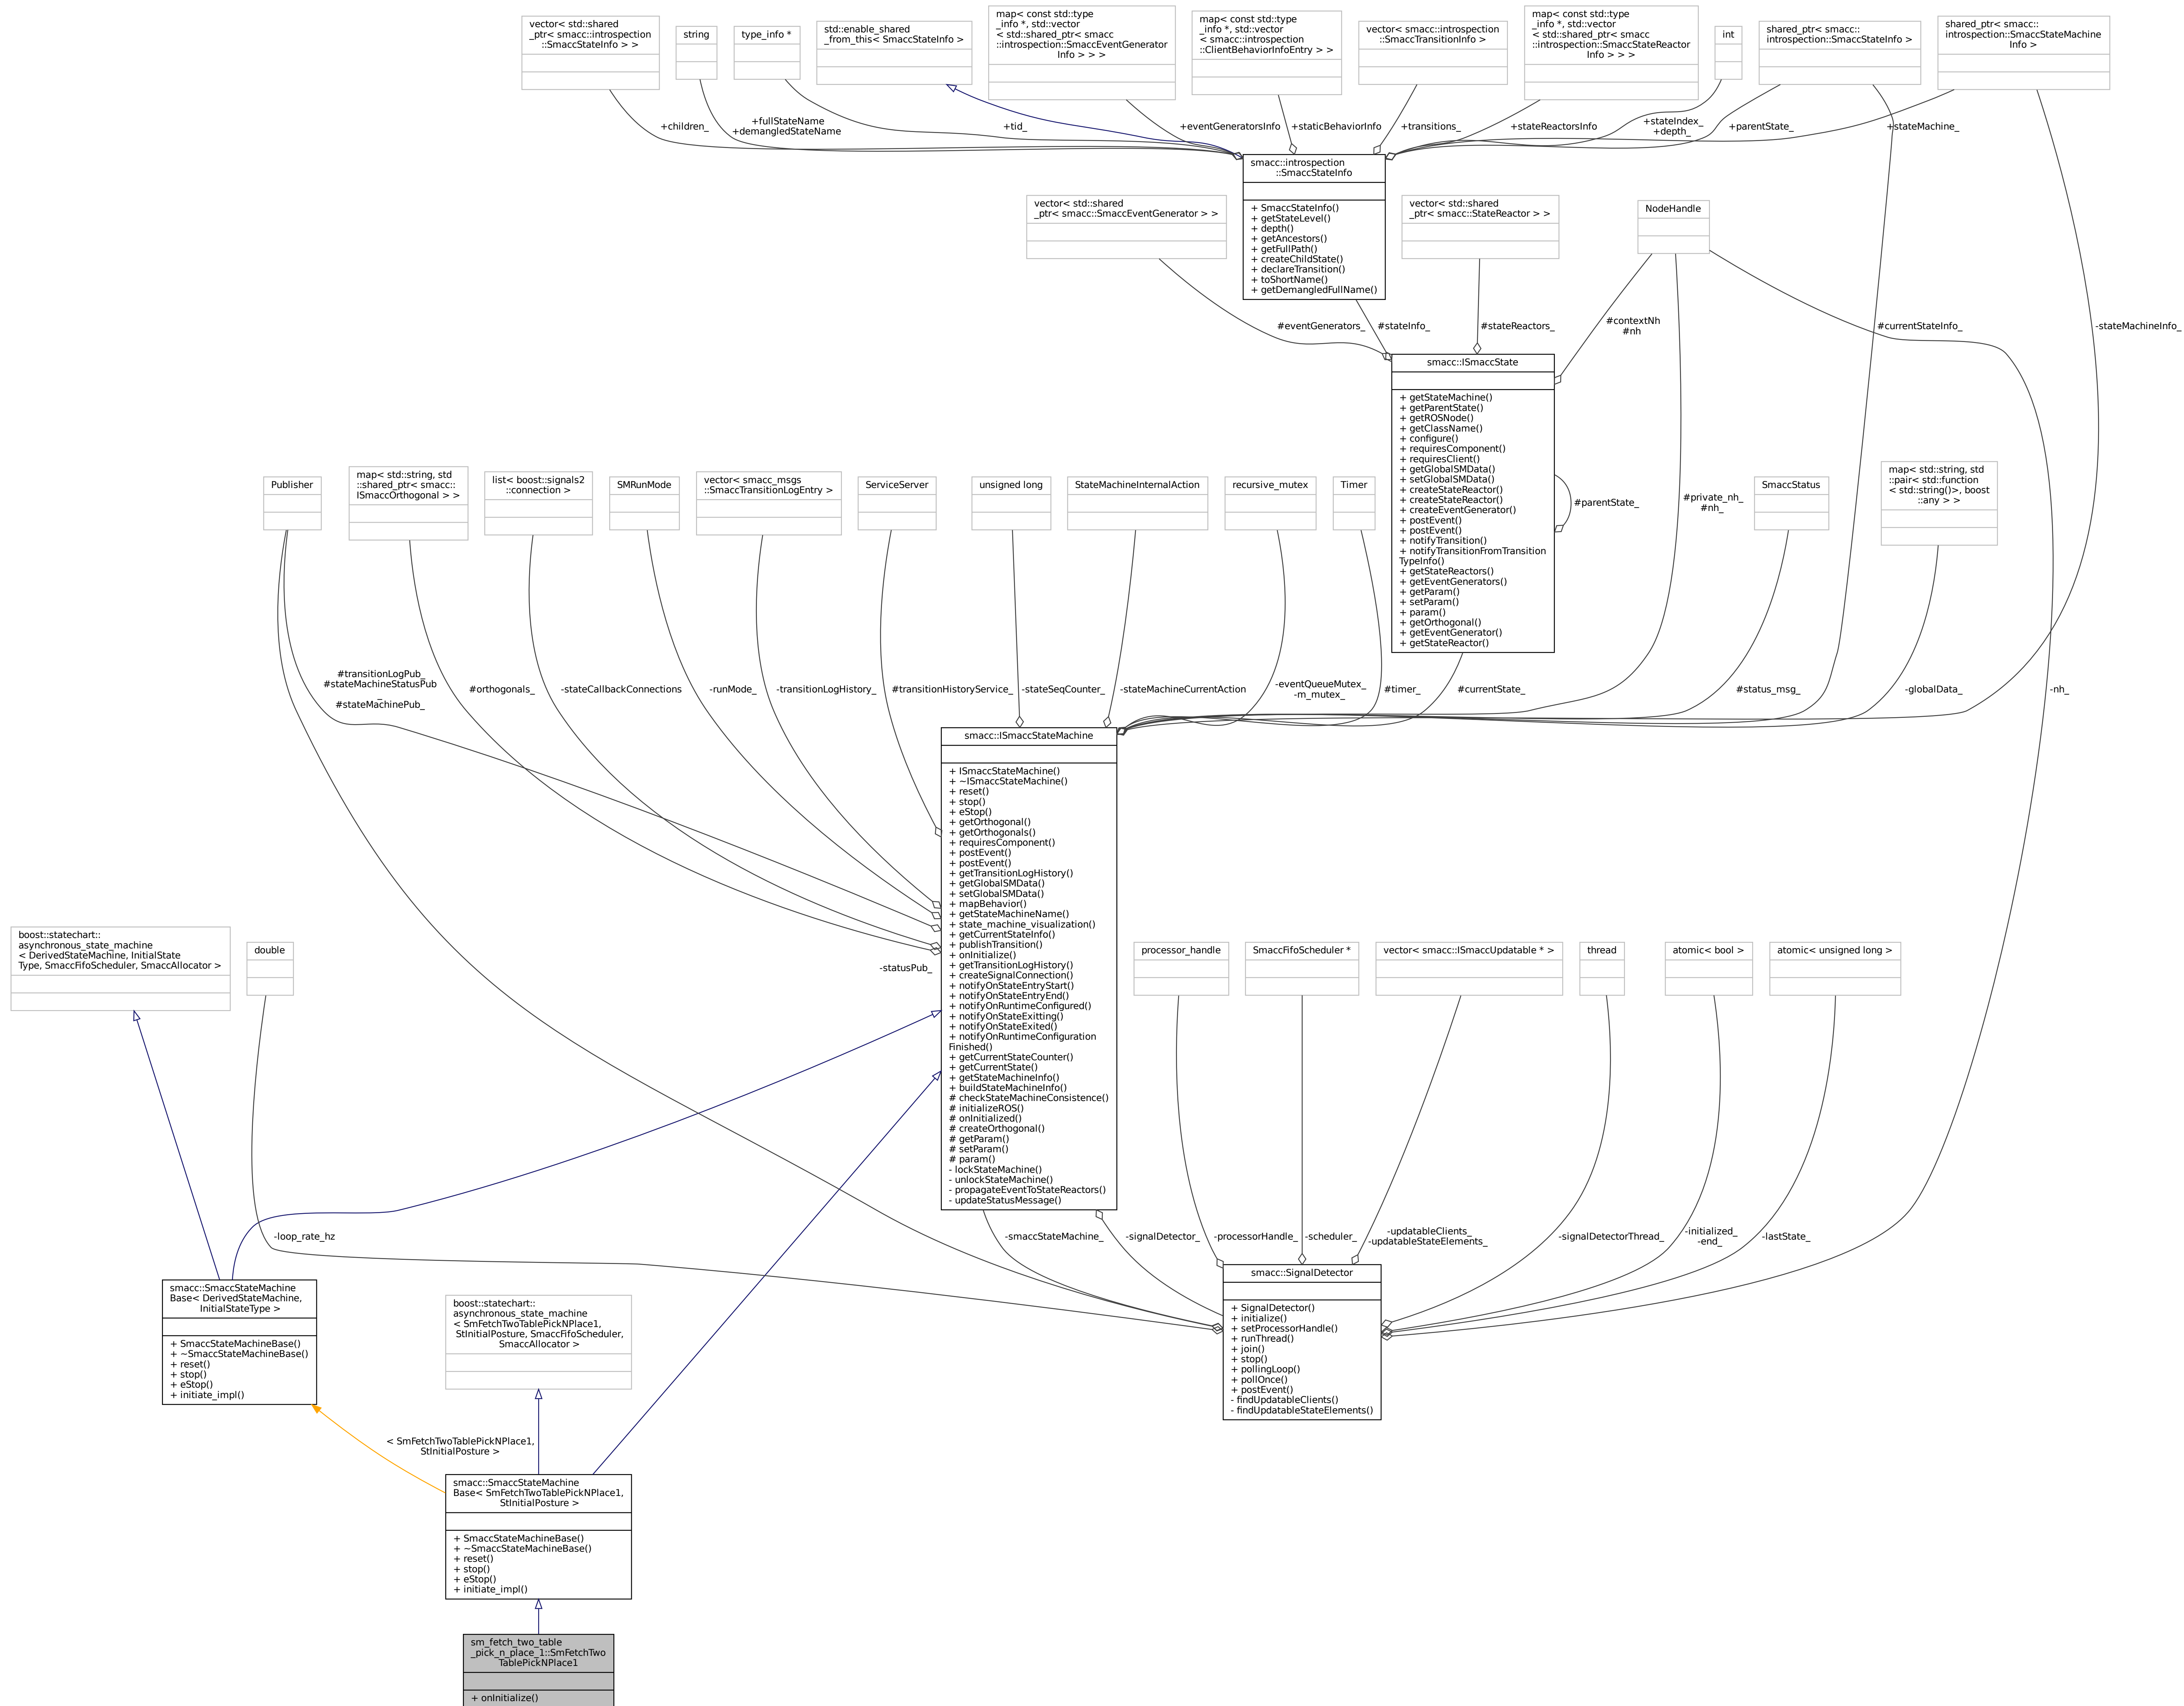 vector< std::shared
_ptr< smacc::introspection
::SmaccStateInfo > >
string
type_info *
std::enable_shared
_from_this< SmaccStateInfo >
map< const std::type
_info *, std::vector
< std::shared_ptr< smacc
::introspection::SmaccEventGenerator
Info > > >
map< const std::type
_info *, std::vector
< smacc::introspection
::ClientBehaviorInfoEntry > >
vector< smacc::introspection
::SmaccTransitionInfo >
map< const std::type
_info *, std::vector
< std::shared_ptr< smacc
::introspection::SmaccStateReactor
Info > > >
int
shared_ptr< smacc::
introspection::SmaccStateInfo >
shared_ptr< smacc::
introspection::SmaccStateMachine
Info >
+children_
+fullStateName
+demangledStateName
+tid_
+eventGeneratorsInfo
+staticBehaviorInfo
+transitions_
+stateReactorsInfo
+stateIndex_
+depth_
+parentState_
+stateMachine_
smacc::introspection
::SmaccStateInfo
+ SmaccStateInfo()
+ getStateLevel()
+ depth()
+ getAncestors()
+ getFullPath()
+ createChildState()
+ declareTransition()
+ toShortName()
+ getDemangledFullName()
vector< std::shared
_ptr< smacc::SmaccEventGenerator > >
vector< std::shared
_ptr< smacc::StateReactor > >
NodeHandle
#eventGenerators_
#stateInfo_
#stateReactors_
#contextNh
#nh
#currentStateInfo_
-stateMachineInfo_
smacc::ISmaccState
+ getStateMachine()
+ getParentState()
+ getROSNode()
+ getClassName()
+ configure()
+ requiresComponent()
+ requiresClient()
+ getGlobalSMData()
+ setGlobalSMData()
+ createStateReactor()
+ createStateReactor()
+ createEventGenerator()
+ postEvent()
+ postEvent()
+ notifyTransition()
+ notifyTransitionFromTransition
TypeInfo()
+ getStateReactors()
+ getEventGenerators()
+ getParam()
+ setParam()
+ param()
+ getOrthogonal()
+ getEventGenerator()
+ getStateReactor()
#parentState_
#private_nh_
#nh_
Publisher
map< std::string, std
::shared_ptr< smacc::
ISmaccOrthogonal > >
list< boost::signals2
::connection >
SMRunMode
vector< smacc_msgs
::SmaccTransitionLogEntry >
ServiceServer
unsigned long
StateMachineInternalAction
recursive_mutex
Timer
SmaccStatus
map< std::string, std
::pair< std::function
< std::string()>, boost
::any > >
#transitionLogPub_
#stateMachineStatusPub
_
#stateMachinePub_
#orthogonals_
-stateCallbackConnections
-runMode_
-transitionLogHistory_
#transitionHistoryService_
-stateSeqCounter_
-stateMachineCurrentAction
-eventQueueMutex_
-m_mutex_
#timer_
#currentState_
#status_msg_
-globalData_
-nh_
smacc::ISmaccStateMachine
+ ISmaccStateMachine()
+ ~ISmaccStateMachine()
+ reset()
+ stop()
+ eStop()
+ getOrthogonal()
+ getOrthogonals()
+ requiresComponent()
+ postEvent()
+ postEvent()
+ getTransitionLogHistory()
+ getGlobalSMData()
+ setGlobalSMData()
+ mapBehavior()
+ getStateMachineName()
+ state_machine_visualization()
+ getCurrentStateInfo()
+ publishTransition()
+ onInitialize()
+ getTransitionLogHistory()
+ createSignalConnection()
+ notifyOnStateEntryStart()
+ notifyOnStateEntryEnd()
+ notifyOnRuntimeConfigured()
+ notifyOnStateExitting()
+ notifyOnStateExited()
+ notifyOnRuntimeConfiguration
Finished()
+ getCurrentStateCounter()
+ getCurrentState()
+ getStateMachineInfo()
+ buildStateMachineInfo()
# checkStateMachineConsistence()
# initializeROS()
# onInitialized()
# createOrthogonal()
# getParam()
# setParam()
# param()
- lockStateMachine()
- unlockStateMachine()
- propagateEventToStateReactors()
- updateStatusMessage()
boost::statechart::
asynchronous_state_machine
< DerivedStateMachine, InitialState
Type, SmaccFifoScheduler, SmaccAllocator >
double
-statusPub_
processor_handle
SmaccFifoScheduler *
vector< smacc::ISmaccUpdatable * >
thread
atomic< bool >
atomic< unsigned long >
-loop_rate_hz
-smaccStateMachine_
-signalDetector_
-processorHandle_
-scheduler_
-updatableClients_
-updatableStateElements_
-signalDetectorThread_
-initialized_
-end_
-lastState_
smacc::SmaccStateMachine
Base< DerivedStateMachine,
InitialStateType >
+ SmaccStateMachineBase()
+ ~SmaccStateMachineBase()
+ reset()
+ stop()
+ eStop()
+ initiate_impl()
boost::statechart::
asynchronous_state_machine
< SmFetchTwoTablePickNPlace1,
StInitialPosture, SmaccFifoScheduler,
SmaccAllocator >
smacc::SignalDetector
+ SignalDetector()
+ initialize()
+ setProcessorHandle()
+ runThread()
+ join()
+ stop()
+ pollingLoop()
+ pollOnce()
+ postEvent()
- findUpdatableClients()
- findUpdatableStateElements()
< SmFetchTwoTablePickNPlace1,
StInitialPosture >
smacc::SmaccStateMachine
Base< SmFetchTwoTablePickNPlace1,
StInitialPosture >
+ SmaccStateMachineBase()
+ ~SmaccStateMachineBase()
+ reset()
+ stop()
+ eStop()
+ initiate_impl()
sm_fetch_two_table
_pick_n_place_1::SmFetchTwo
TablePickNPlace1
+ onInitialize()